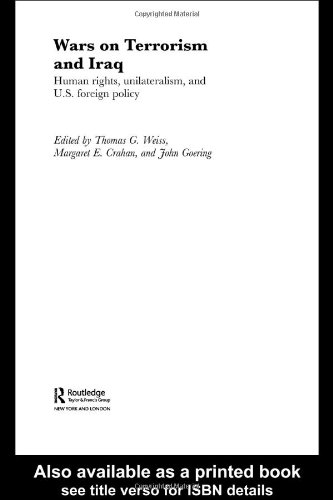 Copyrighted Material
Wars on Terrorism
and Iraq
Human rights, unilateralism, and
U.S. foreign policy
Edited by Thomas G. Weiss,
Margaret E. Crahan, and John Goering
Routledge
Taylor & Francis Group
NEW YORK AND LONDON
Copyrighted Material
Also available as a printed book
see title verso for ISBN details